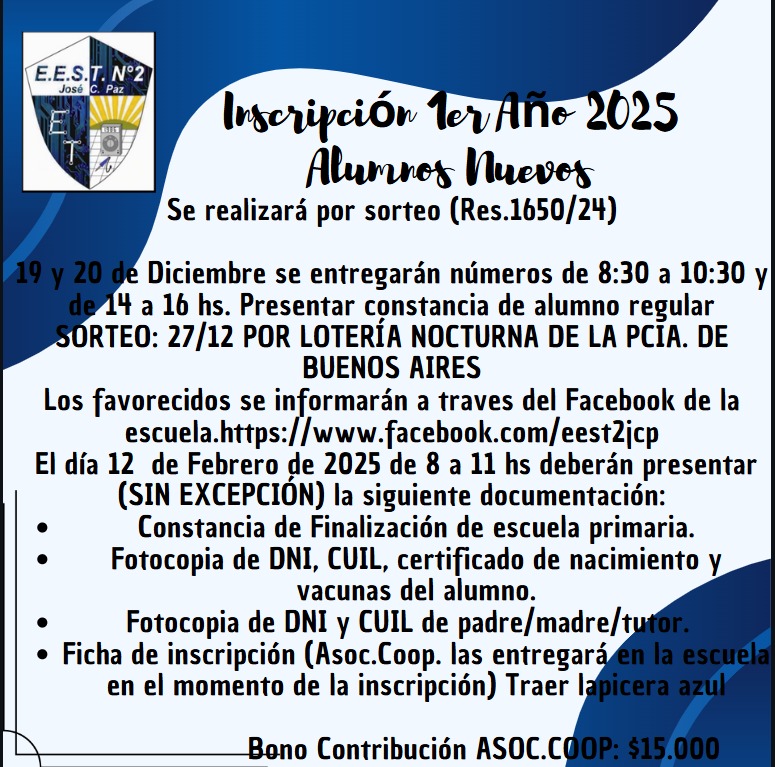 E.E.S.T. Nº2
José C. Paz
E
T
Inscripción 1er Año 2025
Alumnos Nuevos
Se realizará por sorteo (Res.1650/24)
19 y 20 de Diciembre se entregarán números de 8:30 a 10:30 y
de 14 a 16 hs. Presentar constancia de alumno regular
SORTEO: 27/12 POR LOTERÍA NOCTURNA DE LA PCIA. DE
BUENOS AIRES
Los favorecidos se informarán a traves del Facebook de la
escuela.https://www.facebook.com/eest2jcp
El día 12 de Febrero de 2025 de 8 a 11 hs deberán presentar
(SIN EXCEPCIÓN) la siguiente documentación:
• Constancia de Finalización de escuela primaria.
• Fotocopia de DNI, CUIL, certificado de nacimiento y
vacunas del alumno.
• Fotocopia de DNI y CUIL de padre/madre/tutor.
• Ficha de inscripción (Asoc.Coop. las entregará en la escuela
en el momento de la inscripción) Traer lapicera azul
Bono Contribución ASOC.COOP: $15.000